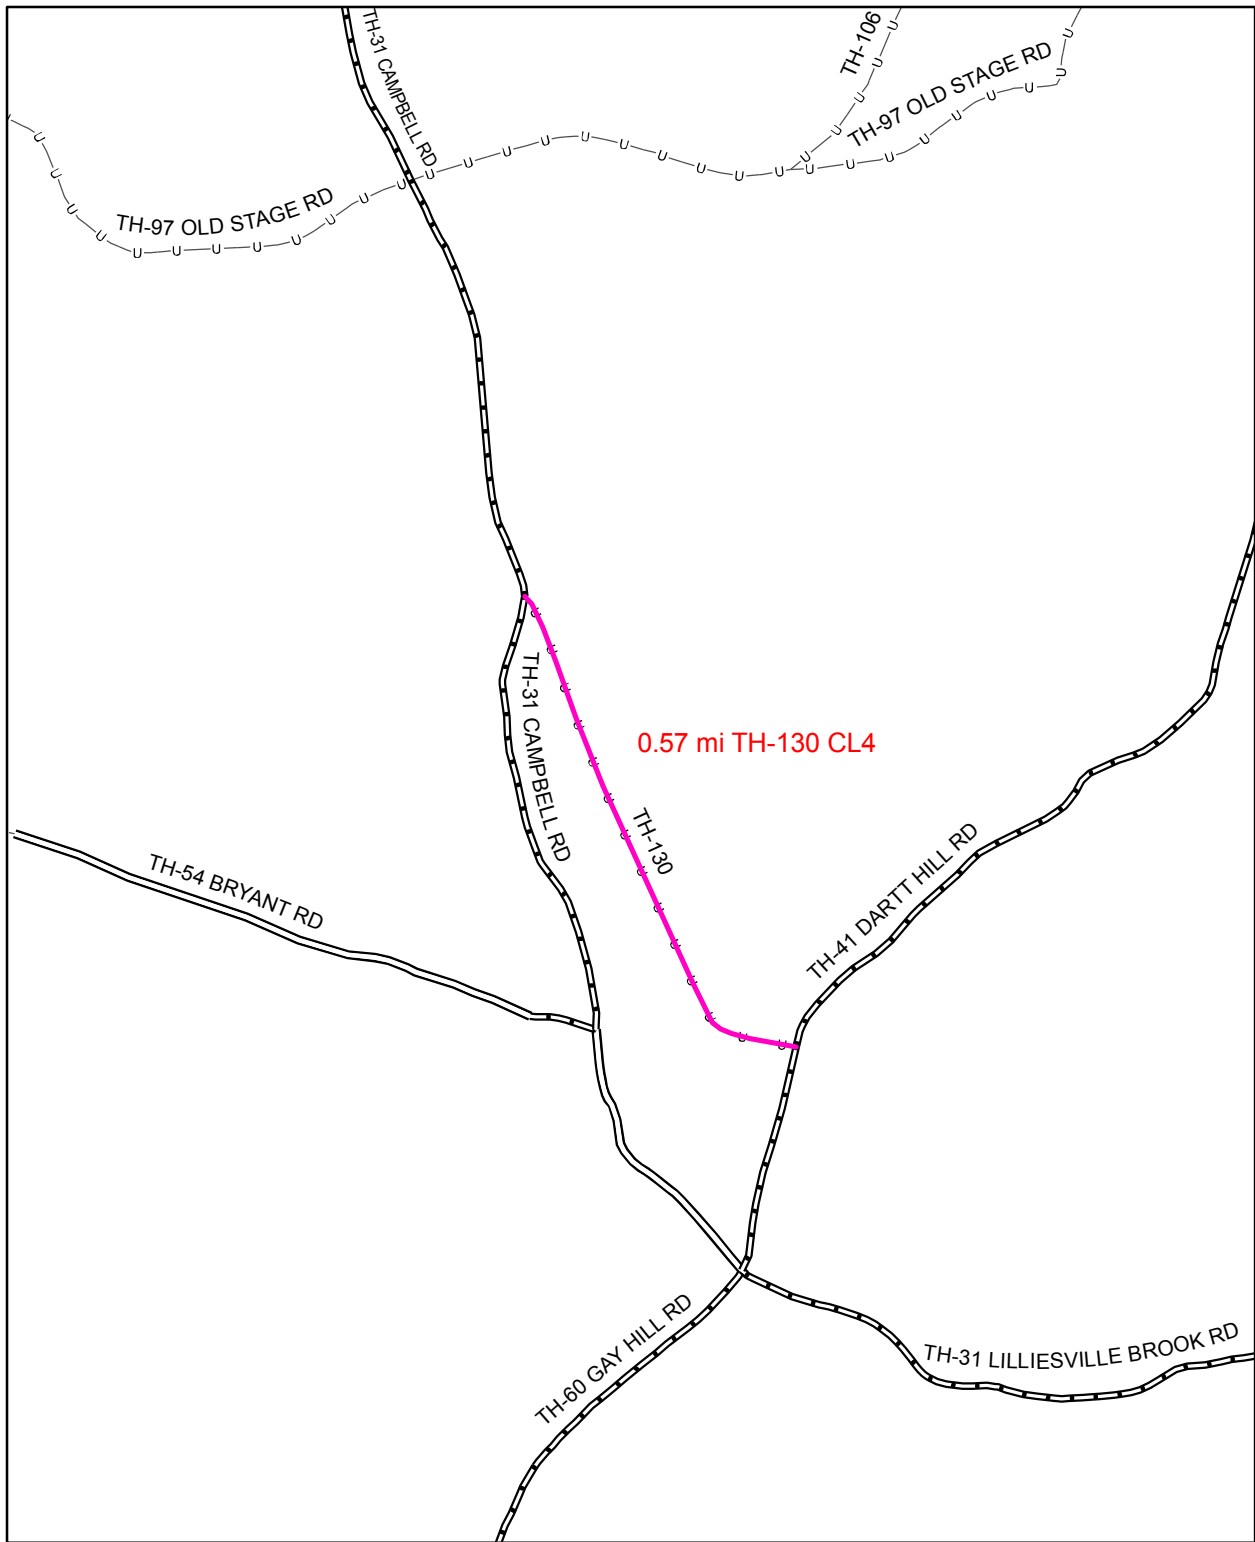 TH-31 CAMPBELL RD
TH-106
TH-97 OLD STAGE RD
TH-97 OLD STAGE RD
TH-31 CAMPBELL RD
0.57 mi TH-130 CL4
TH-130
TH-41 DARTT HILL RD
TH-54 BRYANT RD
TH-60 GAY HILL RD
TH-31 LILLIESVILLE BROOK RD